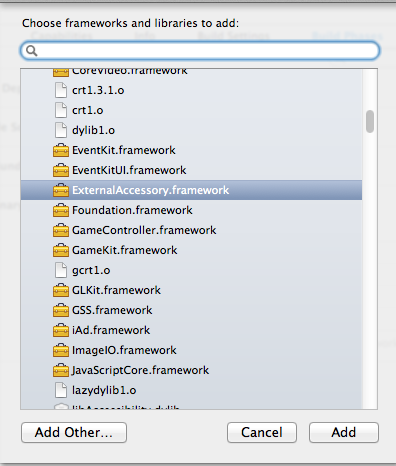 Choose frameworks and libraries to add:
CoreVideo.framework
crt1.3.1.o
crt1.o
dylib1.o
EventKit.framework
EventKitUI.framework
ExternalAccessory.framework
Foundation.framework
GameController.framework
GameKit.framework
gcrt1.o
GLKit.framework
GSS.framework
iAd.framework
ImageIO.framework
JavaScriptCore.framework
lazydylib1.o
libAccessibility.dylib
Add Other...
Cancel
Add